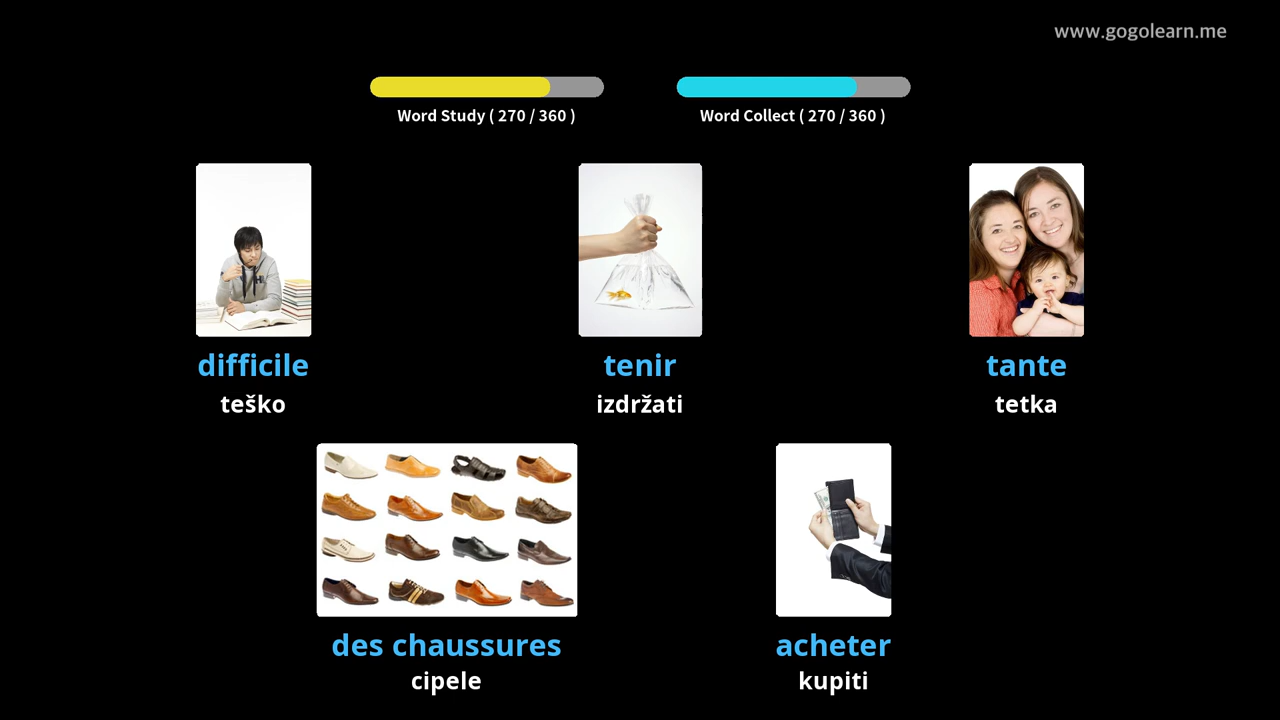 www.gogolearn.me
Word Study ( 270 / 360 )
Word Collect ( 270 / 360 )
difficile
teško
tenir
izdržati
tante
tetka
des chaussures
cipele
acheter
kupiti